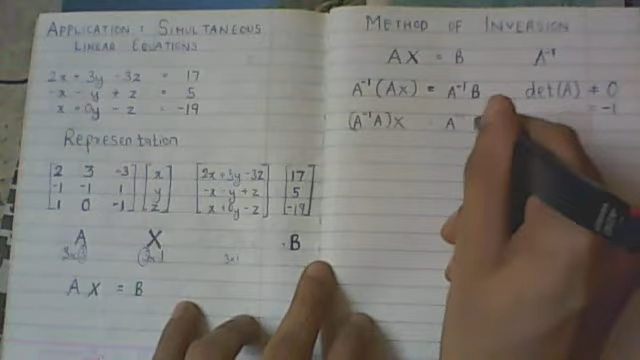 APPLICATION: SIMULTANEOUS
LINEAR EQUATIONS
2x + 3y -3z = 17
-x - y + z = 5
x + 0y - z = -19
Representation
[2 3 -3] [x] [2x+3y-3z] [17]
[-1 -1 1] [y] [-x-y+z] [5]
[1 0 -1] [z] [x+0y-z] [-19]
A X B
3x1
A X = B
METHOD OF INVERSION
AX = B A⁻¹
A⁻¹(AX) = A⁻¹B det(A) ≠ 0
= -1
(A⁻¹A)X A⁻